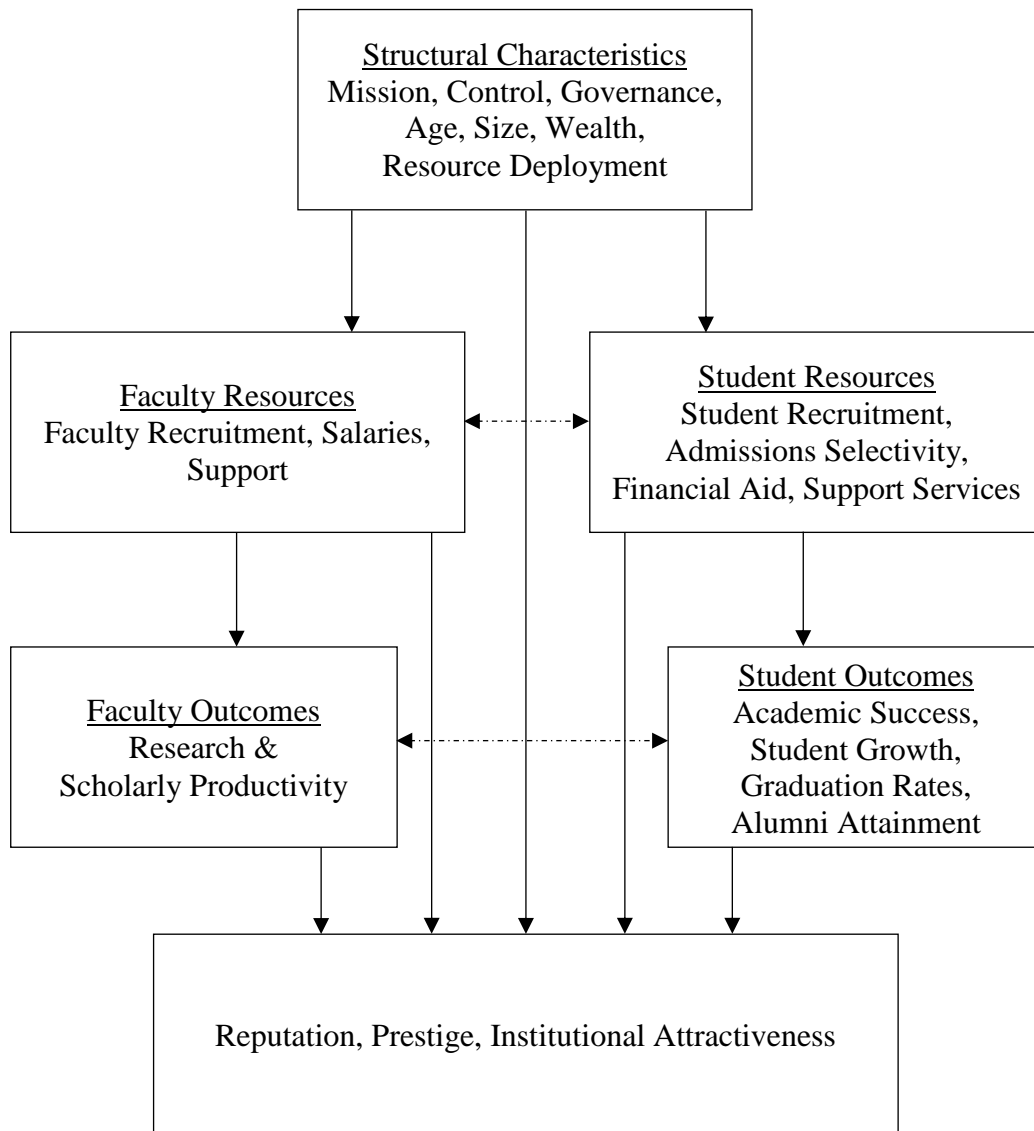 Structural Characteristics
Mission, Control, Governance,
Age, Size, Wealth,
Resource Deployment
Faculty Resources
Faculty Recruitment, Salaries,
Support
Student Resources
Student Recruitment,
Admissions Selectivity,
Financial Aid, Support Services
Faculty Outcomes
Research &
Scholarly Productivity
Student Outcomes
Academic Success,
Student Growth,
Graduation Rates,
Alumni Attainment
Reputation, Prestige, Institutional Attractiveness